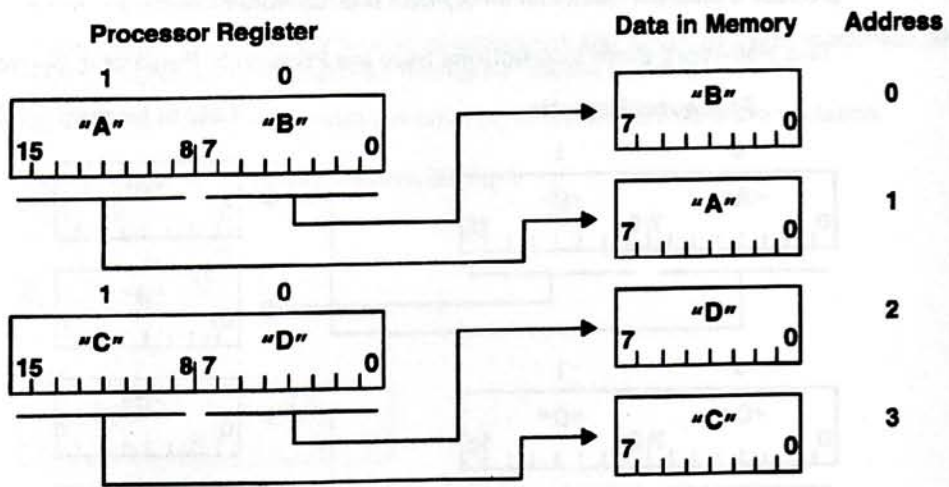 Processor Register
Data in Memory
Address
1 0
"A" "B"
15 8 7 0
"B"
7 0
0
"A"
7 0
1
1 0
"C" "D"
15 8 7 0
"D"
7 0
2
"C"
7 0
3